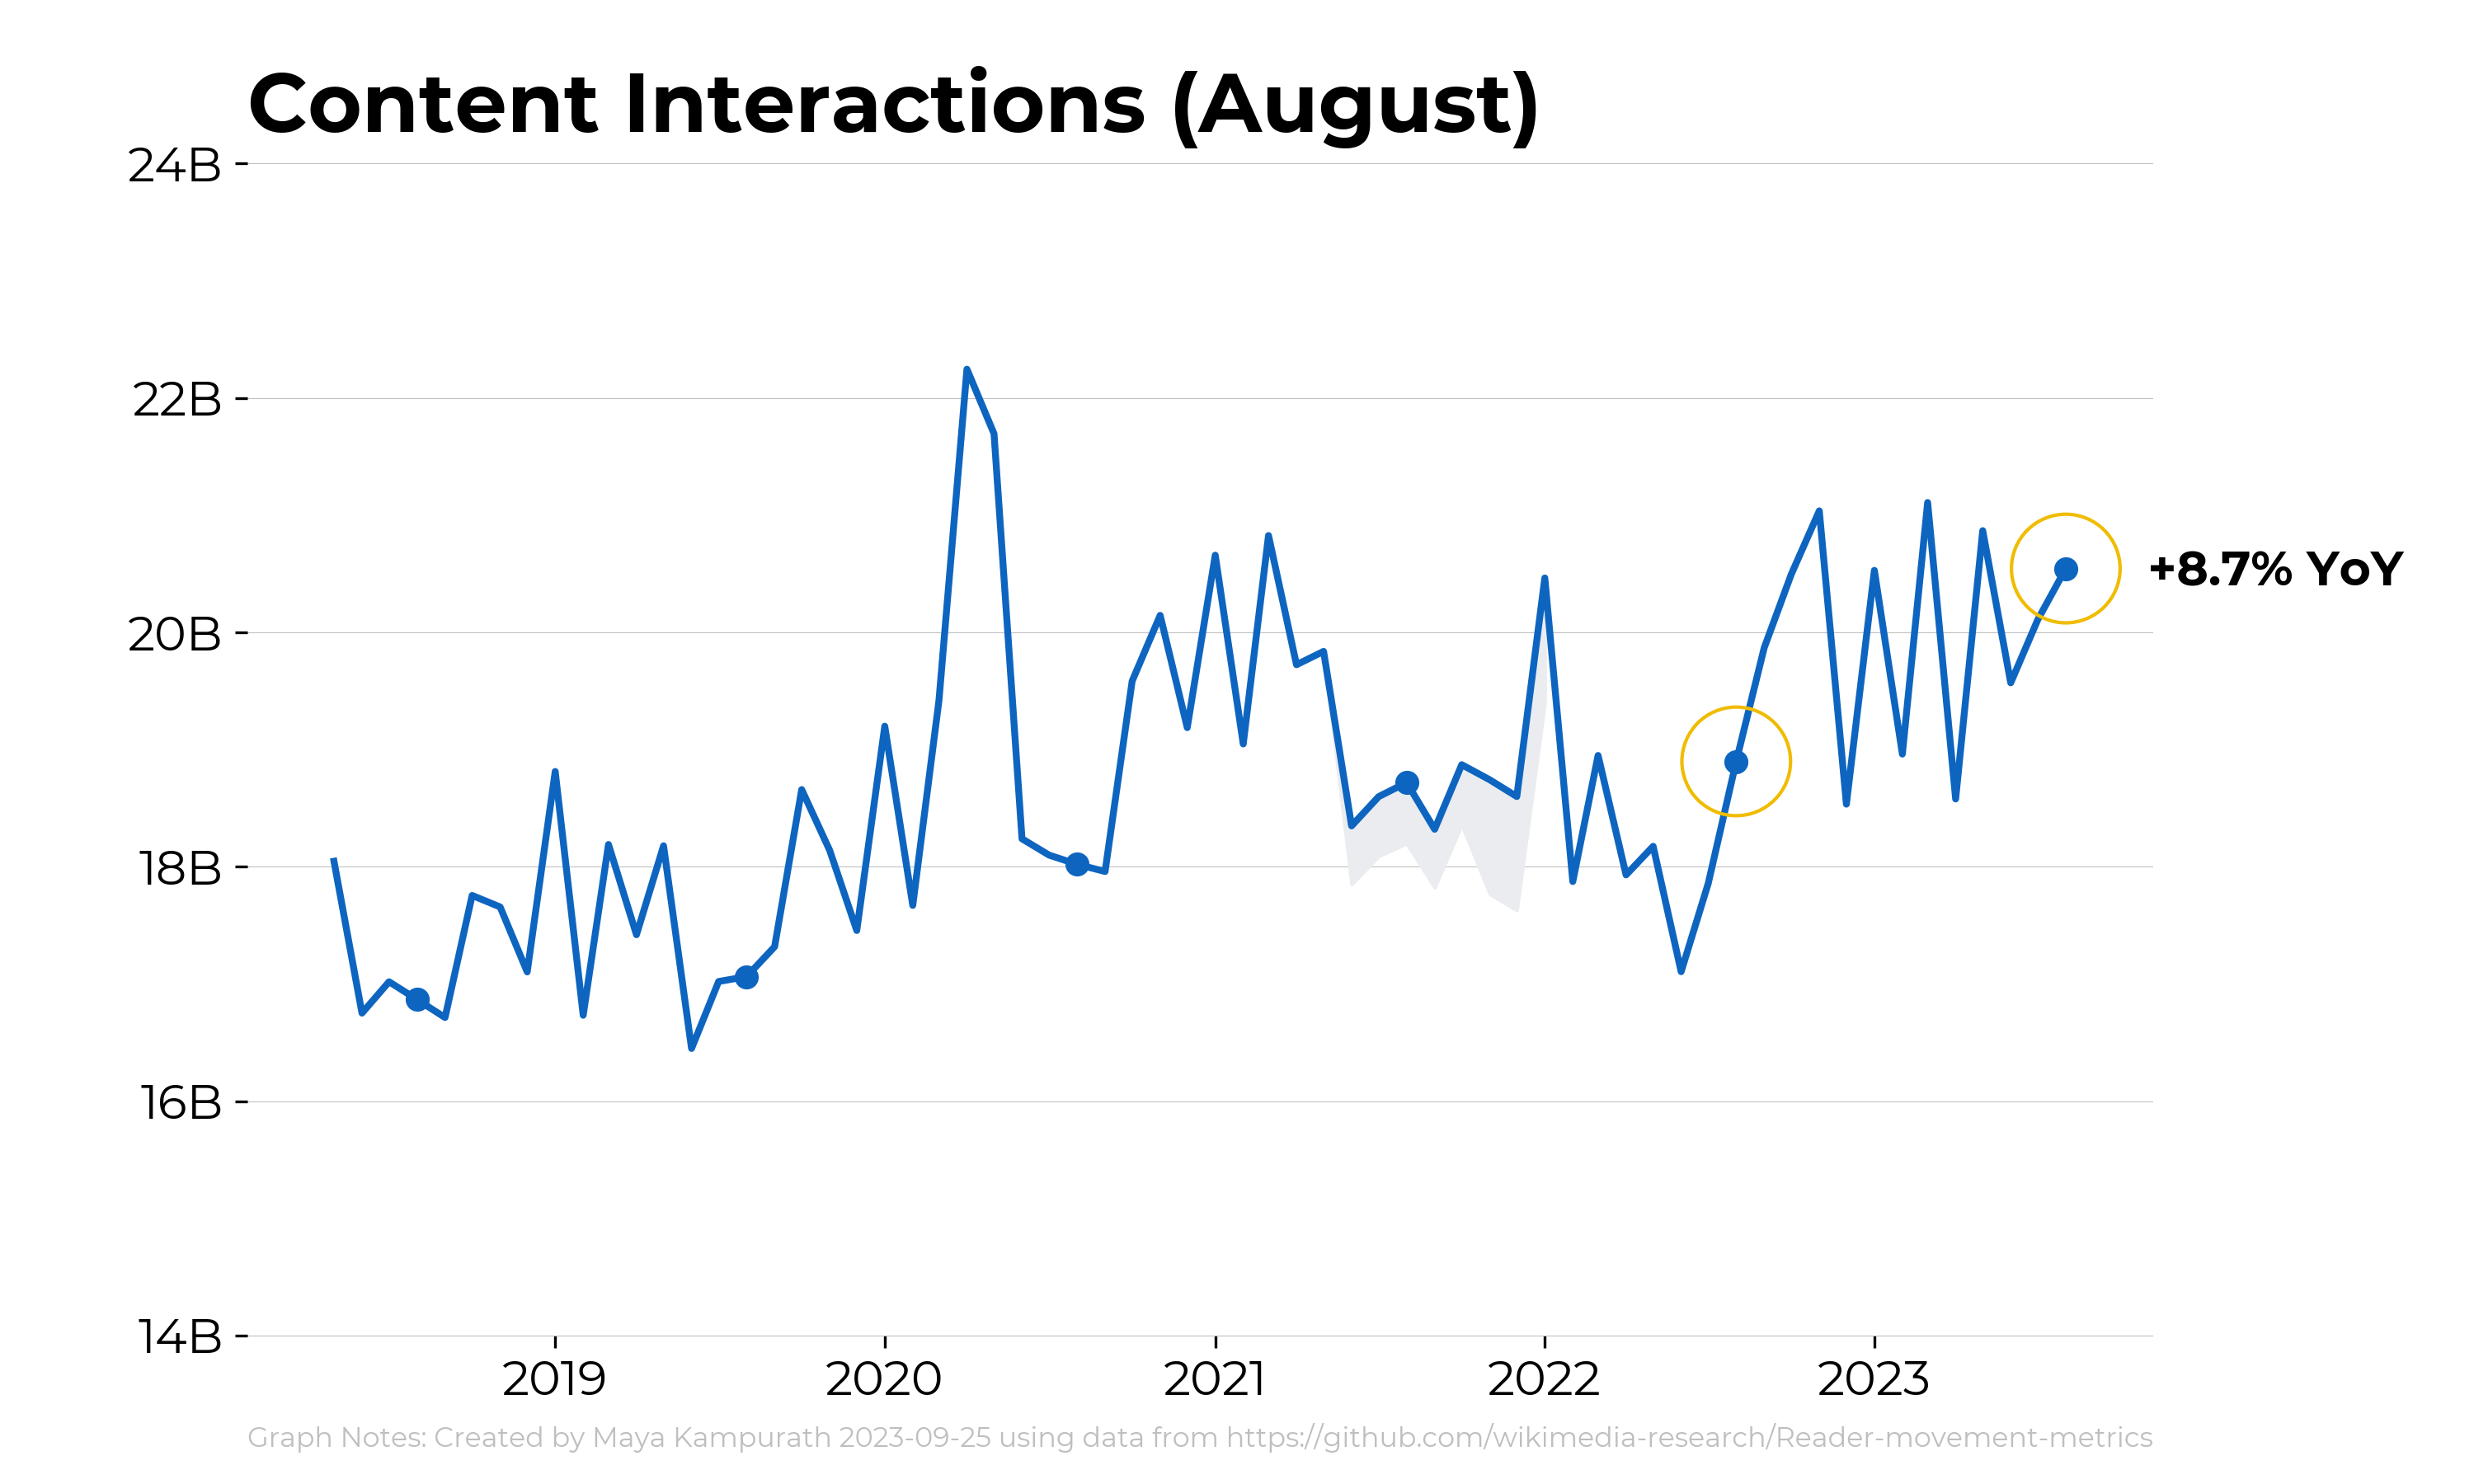 Content Interactions (August)
24B
22B
20B
18B
16B
14B
+8.7% YoY
2019 2020 2021 2022 2023
Graph Notes: Created by Maya Kampurath 2023-09-25 using data from https://github.com/wikimedia-research/Reader-movement-metrics